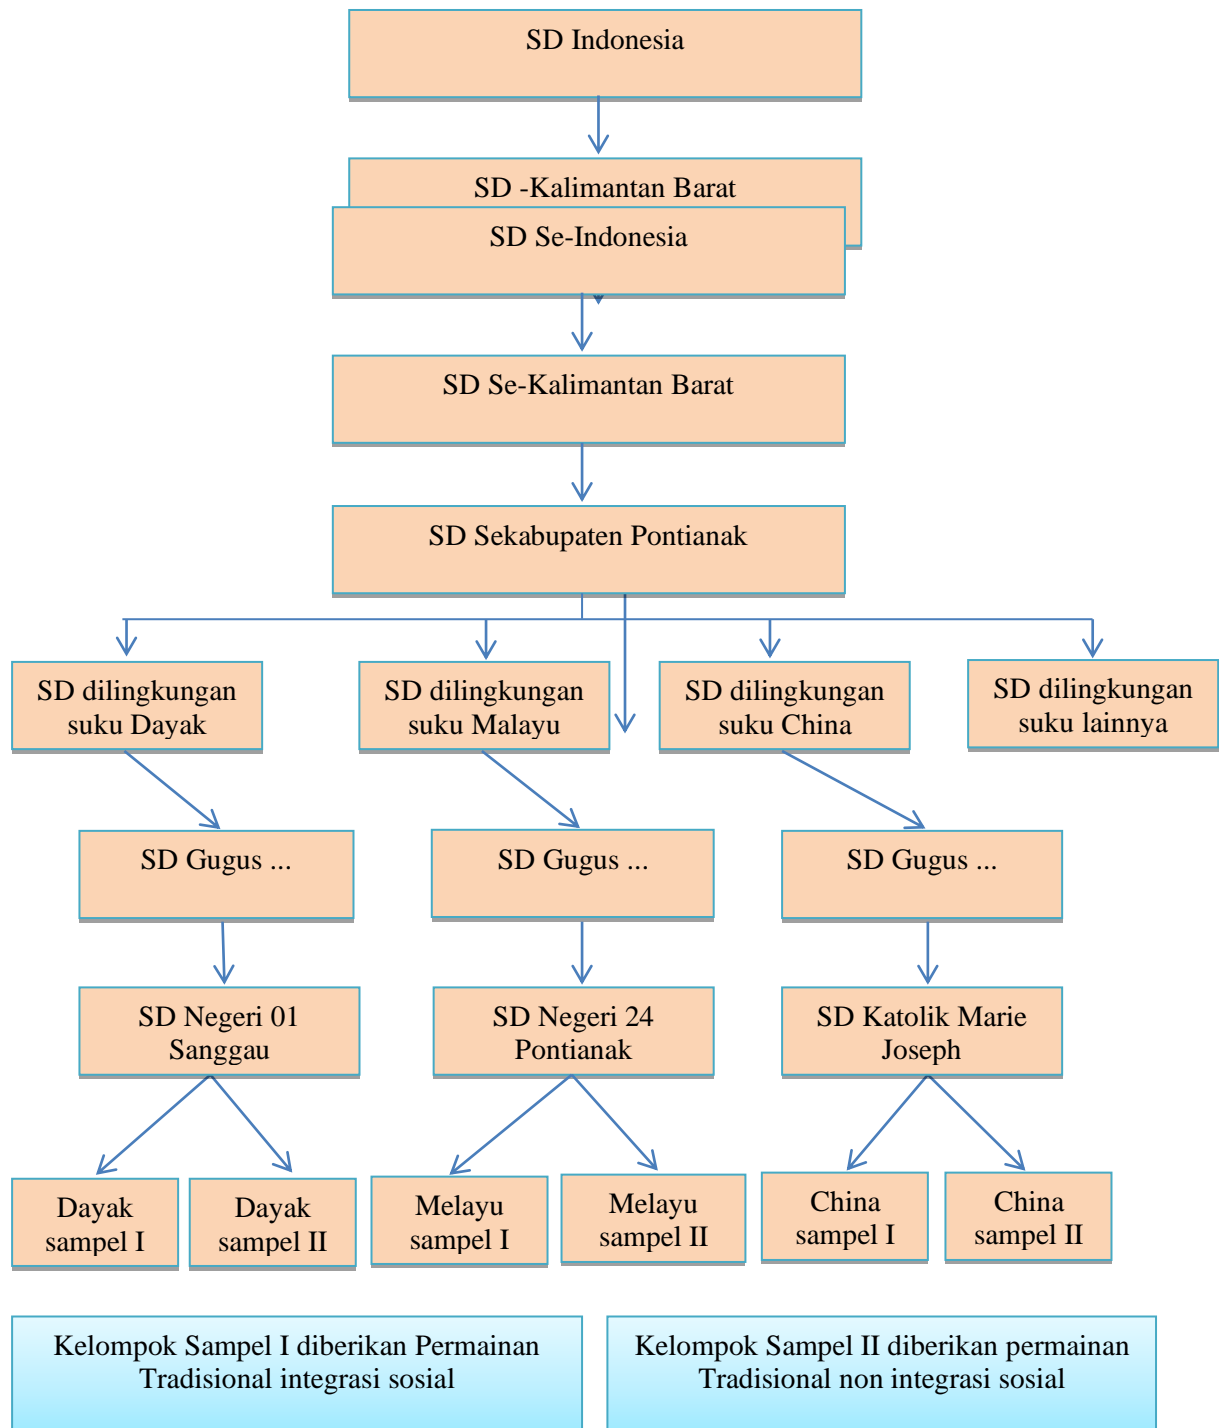 SD Indonesia
SD -Kalimantan Barat
SD Se-Indonesia
SD Se-Kalimantan Barat
SD Sekabupaten Pontianak
SD dilingkungan
suku Dayak
SD dilingkungan
suku Malayu
SD dilingkungan
suku China
SD dilingkungan
suku lainnya
SD Gugus ...
SD Gugus ...
SD Gugus ...
SD Negeri 01
Sanggau
SD Negeri 24
Pontianak
SD Katolik Marie
Joseph
Dayak
sampel I
Dayak
sampel II
Melayu
sampel I
Melayu
sampel II
China
sampel I
China
sampel II
Kelompok Sampel I diberikan Permainan
Tradisional integrasi sosial
Kelompok Sampel II diberikan permainan
Tradisional non integrasi sosial